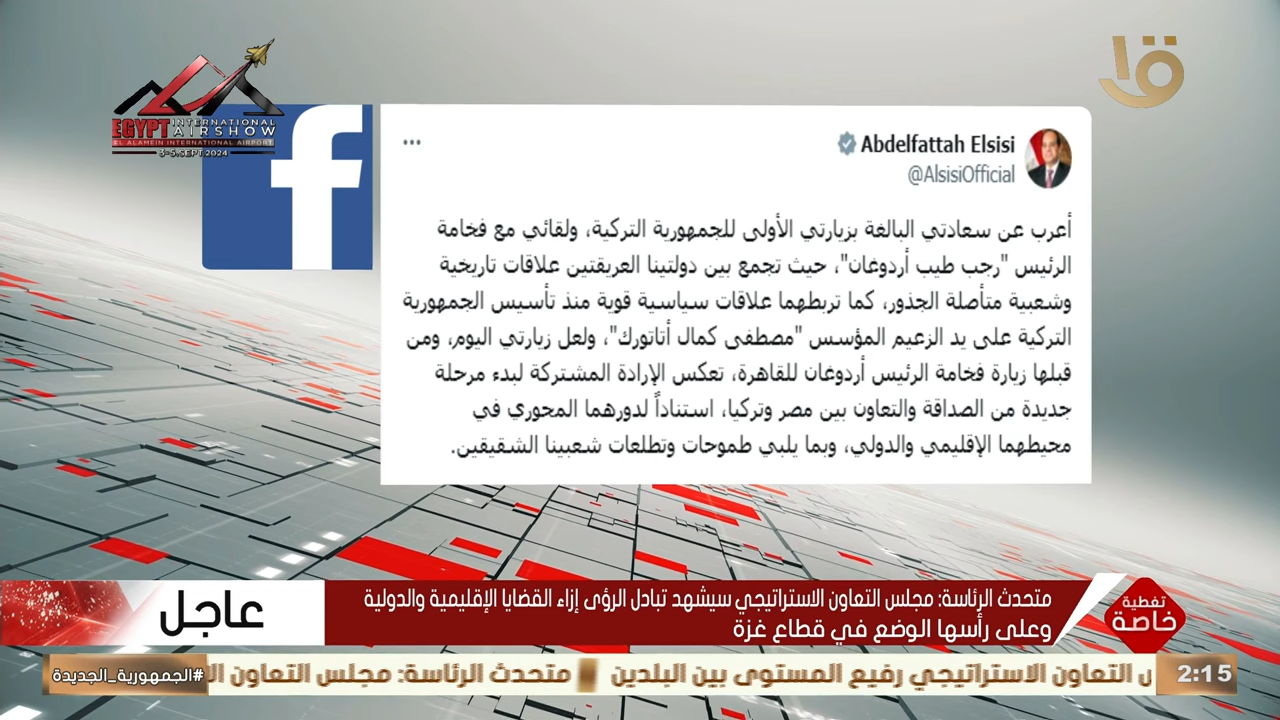 EGYPT INTERNATIONAL
AIRSHOW
EL ALAMEIN INTERNATIONAL AIRPORT
3-5.SEPT 2024
f
Abdelfattah Elsisi
@AlsisiOfficial
أعرب عن سعادتي البالغة بزيارتي الأولى للجمهورية التركية، ولقائي مع فخامة
الرئيس "رجب طيب أردوغان"، حيث تجمع بين دولتينا العريقتين علاقات تاريخية
وشعبية متأصلة الجذور، كما تربطهما علاقات سياسية قوية منذ تأسيس الجمهورية
التركية على يد الزعيم المؤسس "مصطفى كمال أتاتورك"، ولعل زيارتي اليوم، ومن
قبلها زيارة فخامة الرئيس أردوغان للقاهرة، تعكس الإرادة المشتركة لبدء مرحلة
جديدة من الصداقة والتعاون بين مصر وتركيا، استناداً لدورهما المحوري في
محيطهما الإقليمي والدولي، وبما يلبي طموحات وتطلعات شعبينا الشقيقين.
تغطية
خاصة
متحدث الرئاسة: مجلس التعاون الاستراتيجي سيشهد تبادل الرؤى إزاء القضايا الإقليمية والدولية
وعلى رأسها الوضع في قطاع غزة
عاجل
2:15
التعاون الاستراتيجي رفيع المستوى بين البلدين
متحدث الرئاسة: مجلس التعاون
#الجمهورية_الجديدة